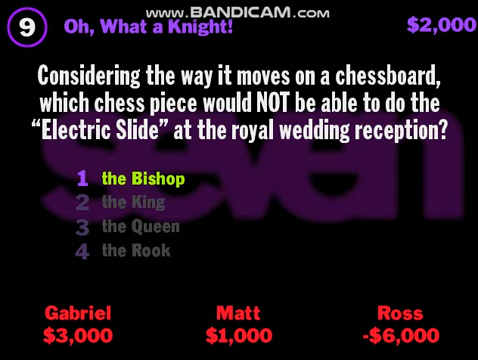 www.BANDICAM.com
9 Oh, What a Knight! $2,000
Considering the way it moves on a chessboard,
which chess piece would NOT be able to do the
“Electric Slide” at the royal wedding reception?
seven
1 the Bishop
2 the King
3 the Queen
4 the Rook
Gabriel Matt Ross
$3,000 $1,000 -$6,000